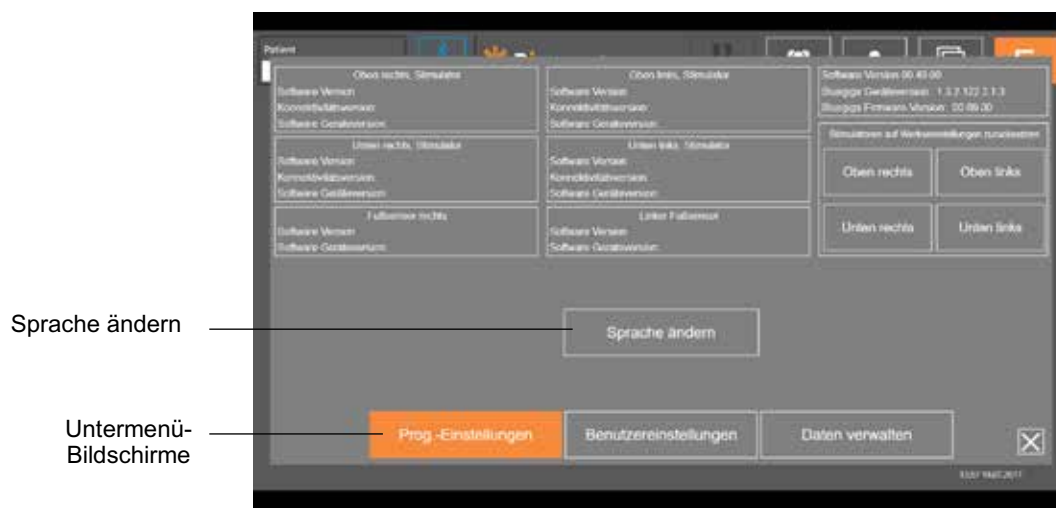 Patient
Oben rechts, Stimulator
Software Version
Konnektivitätsversion
Software Geräteversion
Oben links, Stimulator
Software Version
Konnektivitätsversion
Software Geräteversion
Software Version 00.40.00
Bluegiga Geräteversion
Bluegiga Firmware Version
Unten rechts, Stimulator
Software Version
Konnektivitätsversion
Software Geräteversion
Unten links, Stimulator
Software Version
Konnektivitätsversion
Software Geräteversion
Stimulatoren auf Werkseinstellungen zurücksetzen
Oben rechts
Oben links
Unten rechts
Unten links
Fußsensor rechts
Software Version
Software Geräteversion
Linker Fußsensor
Software Version
Software Geräteversion
Sprache ändern
Sprache ändern
Untermenü-
Bildschirme
Prog.-Einstellungen
Benutzereinstellungen
Daten verwalten